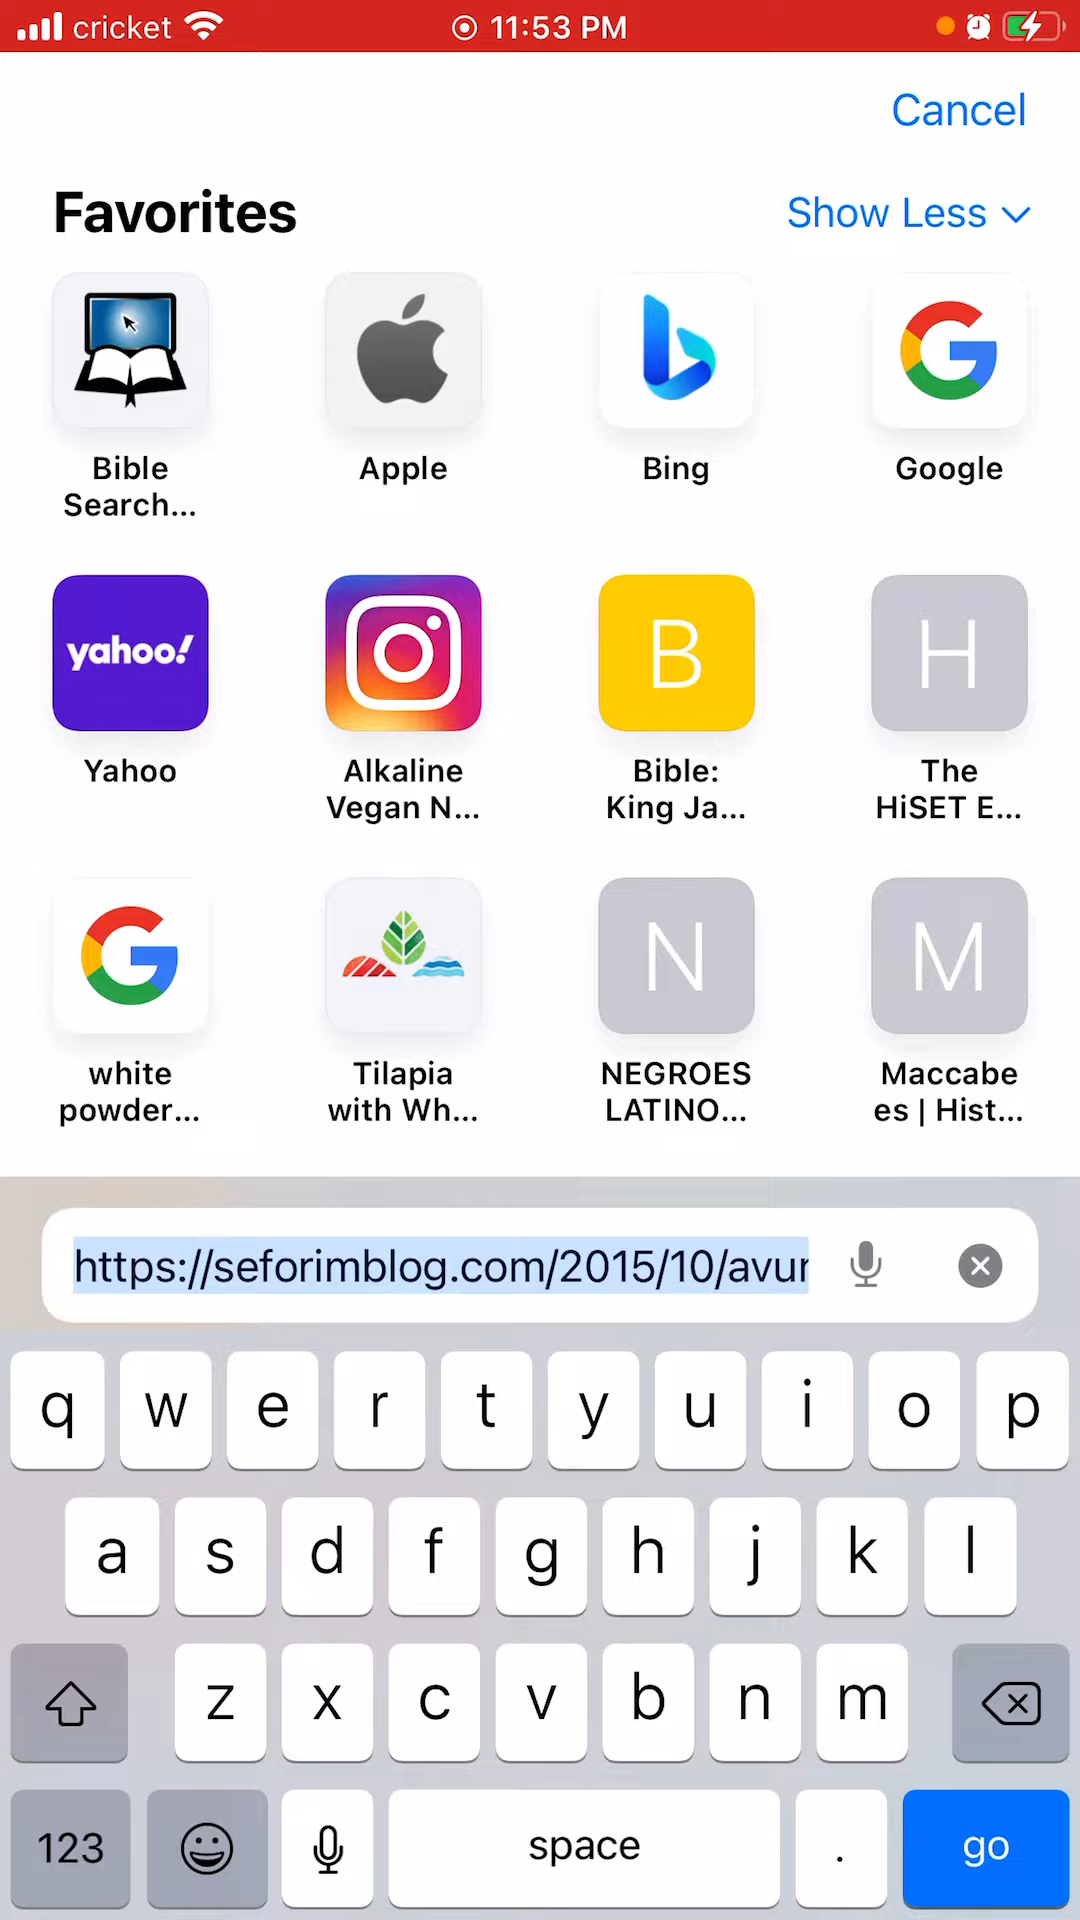 cricket 11:53 PM
Cancel
Favorites Show Less
Bible Search... Apple Bing Google
yahoo!
B H
Yahoo Alkaline Vegan N... Bible: King Ja... The HiSET E...
N M
white powder... Tilapia with Wh... NEGROES LATINO... Maccabe es | Hist...
https://seforimblog.com/2015/10/avur
q w e r t y u i o p
a s d f g h j k l
z x c v b n m
123 space . go